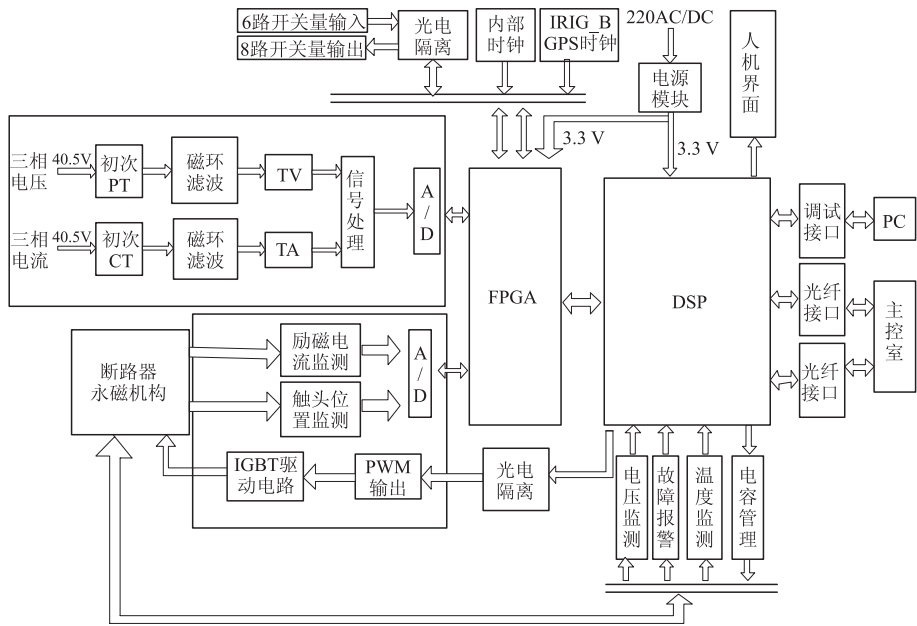 6路开关量输入
8路开关量输出
光电
隔离
内部
时钟
IRIG_B
GPS时钟
220AC/DC
电源
模块
人机界面
3.3 V
3.3 V
三相
电压
40.5V
初次
PT
磁环
滤波
TV
信号处理
A/D
三相
电流
40.5V
初次
CT
磁环
滤波
TA
FPGA
DSP
调试
接口
PC
光纤
接口
光纤
接口
主控室
断路器
永磁机构
励磁电
流监测
触头位
置监测
A/D
IGBT驱
动电路
PWM
输出
光电
隔离
电压监测
故障报警
温度监测
电容管理